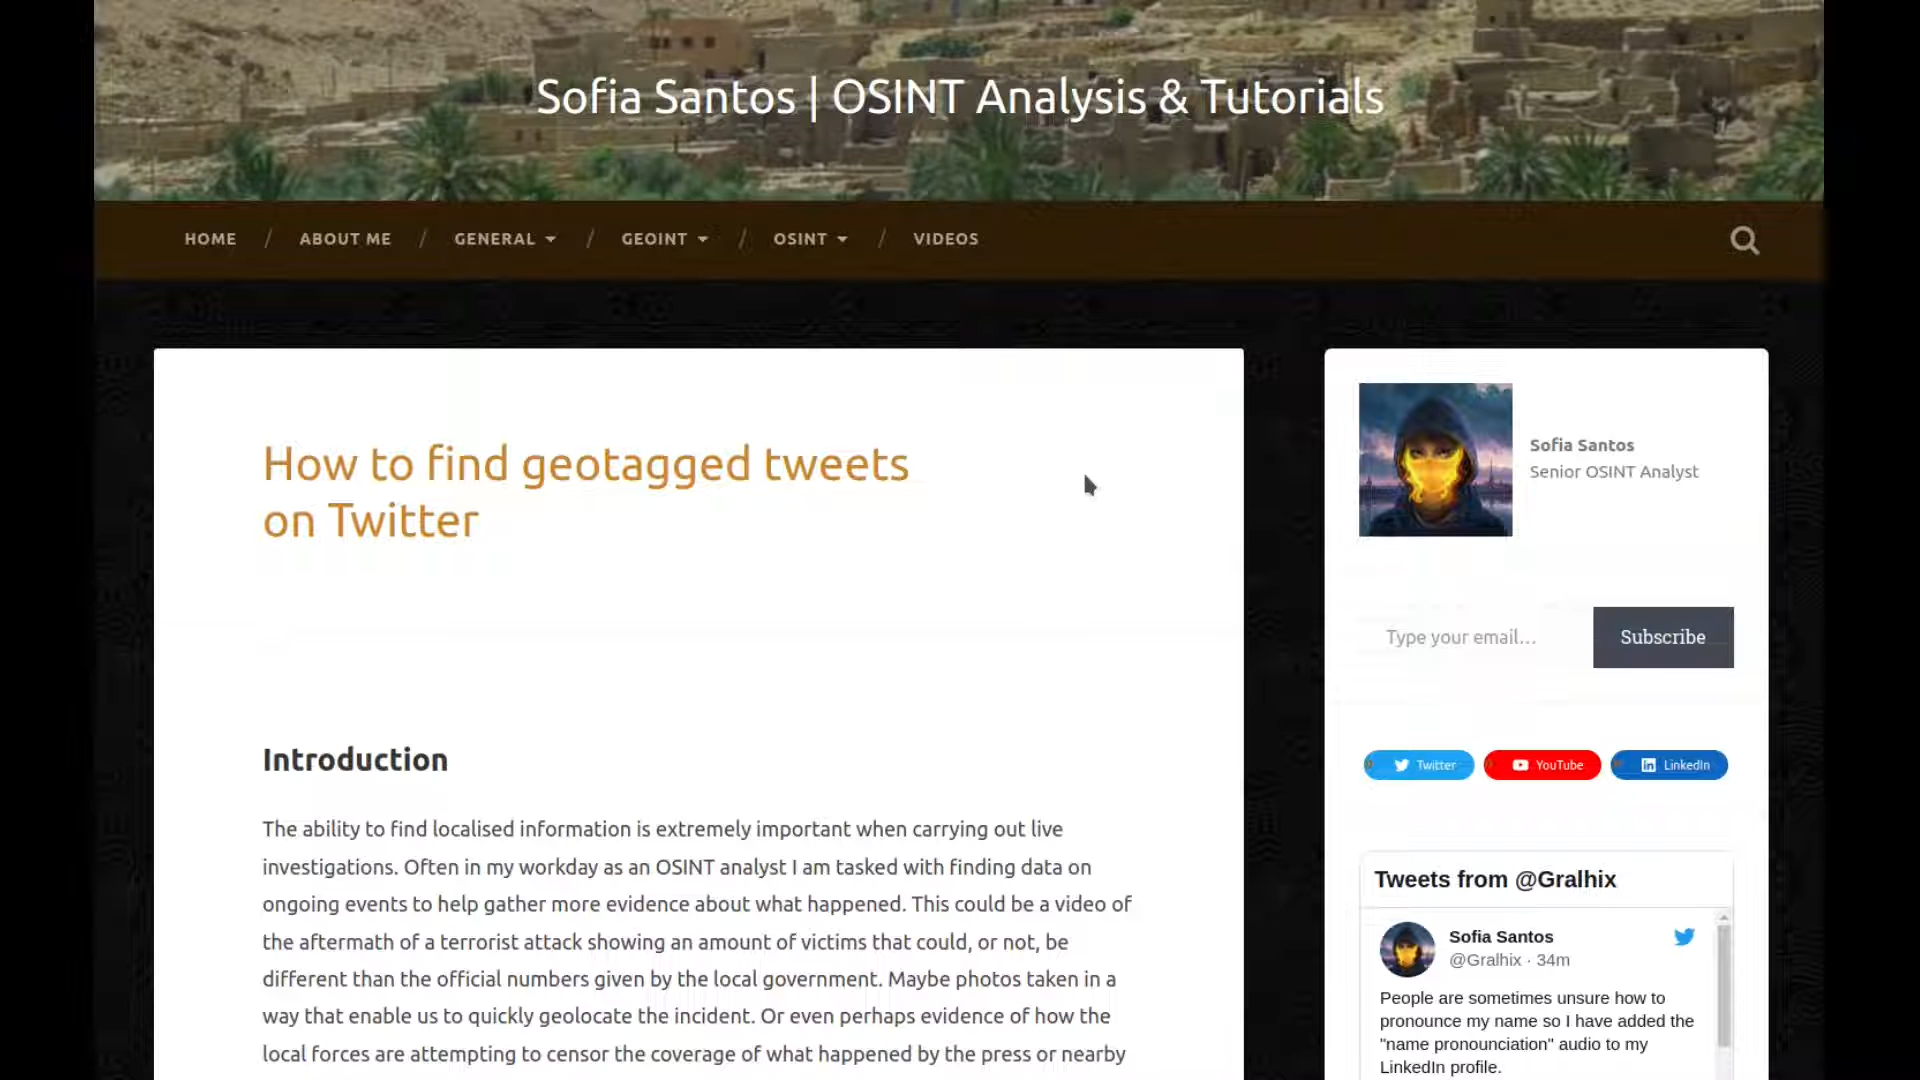 Sofia Santos | OSINT Analysis & Tutorials
HOME / ABOUT ME / GENERAL / GEOINT / OSINT / VIDEOS
How to find geotagged tweets
on Twitter
Introduction
The ability to find localised information is extremely important when carrying out live
investigations. Often in my workday as an OSINT analyst I am tasked with finding data on
ongoing events to help gather more evidence about what happened. This could be a video of
the aftermath of a terrorist attack showing an amount of victims that could, or not, be
different than the official numbers given by the local government. Maybe photos taken in a
way that enable us to quickly geolocate the incident. Or even perhaps evidence of how the
local forces are attempting to censor the coverage of what happened by the press or nearby
Sofia Santos
Senior OSINT Analyst
Type your email…
Subscribe
Twitter
YouTube
LinkedIn
Tweets from @Gralhix
Sofia Santos
@Gralhix · 34m
People are sometimes unsure how to
pronounce my name so I have added the
"name pronounciation" audio to my
LinkedIn profile.